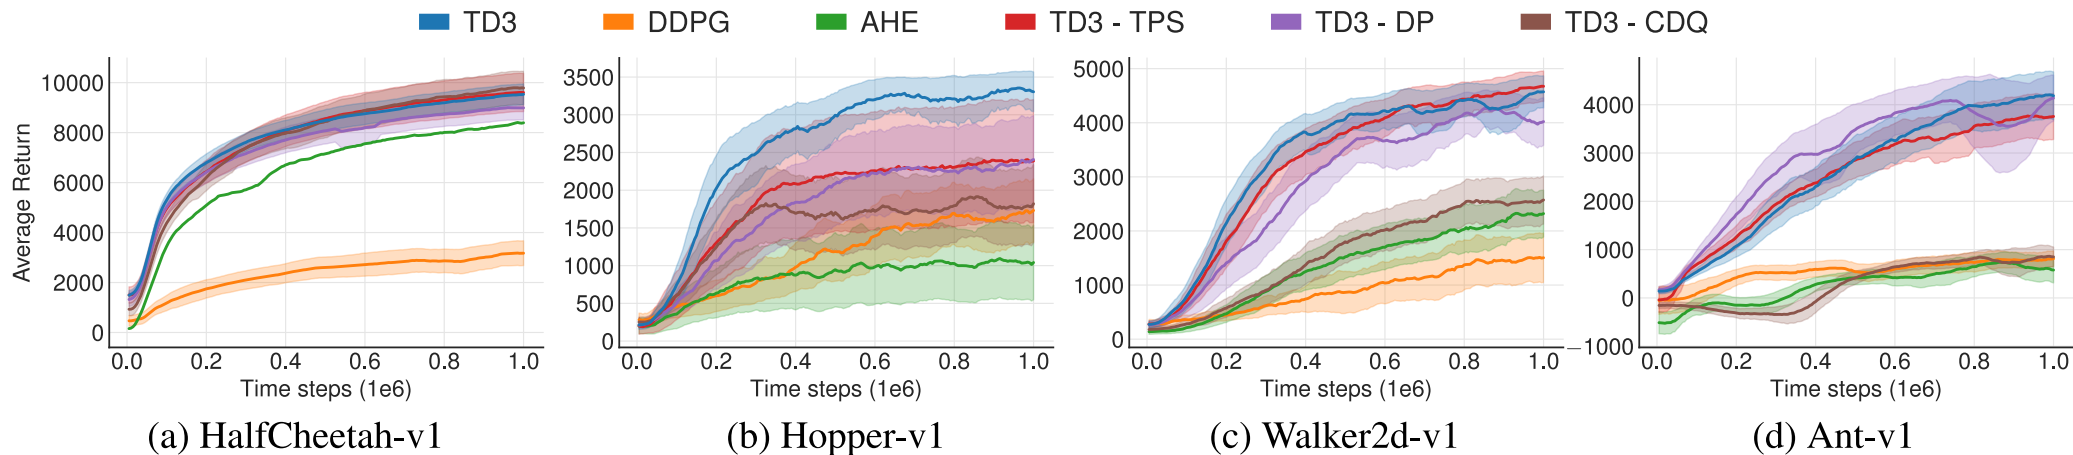 TD3 DDPG AHE TD3 - TPS TD3 - DP TD3 - CDQ
Average Return
10000
8000
6000
4000
2000
0
0.0 0.2 0.4 0.6 0.8 1.0
Time steps (1e6)
(a) HalfCheetah-v1
3500
3000
2500
2000
1500
1000
500
0
0.0 0.2 0.4 0.6 0.8 1.0
Time steps (1e6)
(b) Hopper-v1
5000
4000
3000
2000
1000
0
0.0 0.2 0.4 0.6 0.8 1.0
Time steps (1e6)
(c) Walker2d-v1
4000
3000
2000
1000
0
−1000
0.0 0.2 0.4 0.6 0.8 1.0
Time steps (1e6)
(d) Ant-v1